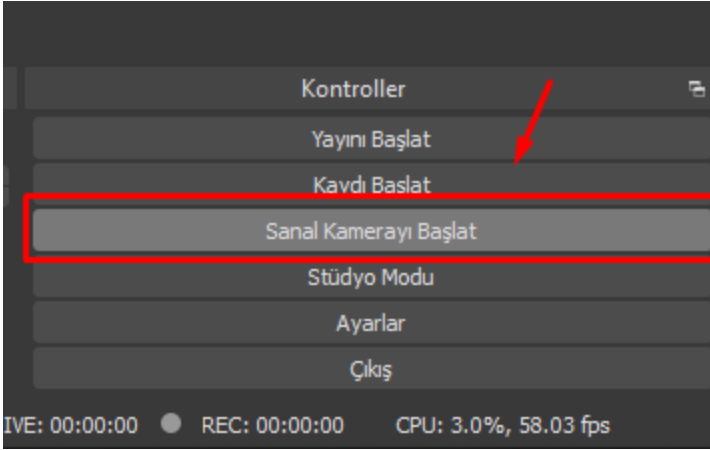 Kontroller
Yayını Başlat
Kaydı Başlat
Sanal Kamerayı Başlat
Stüdyo Modu
Ayarlar
Çıkış
IVE: 00:00:00 REC: 00:00:00 CPU: 3.0%, 58.03 fps